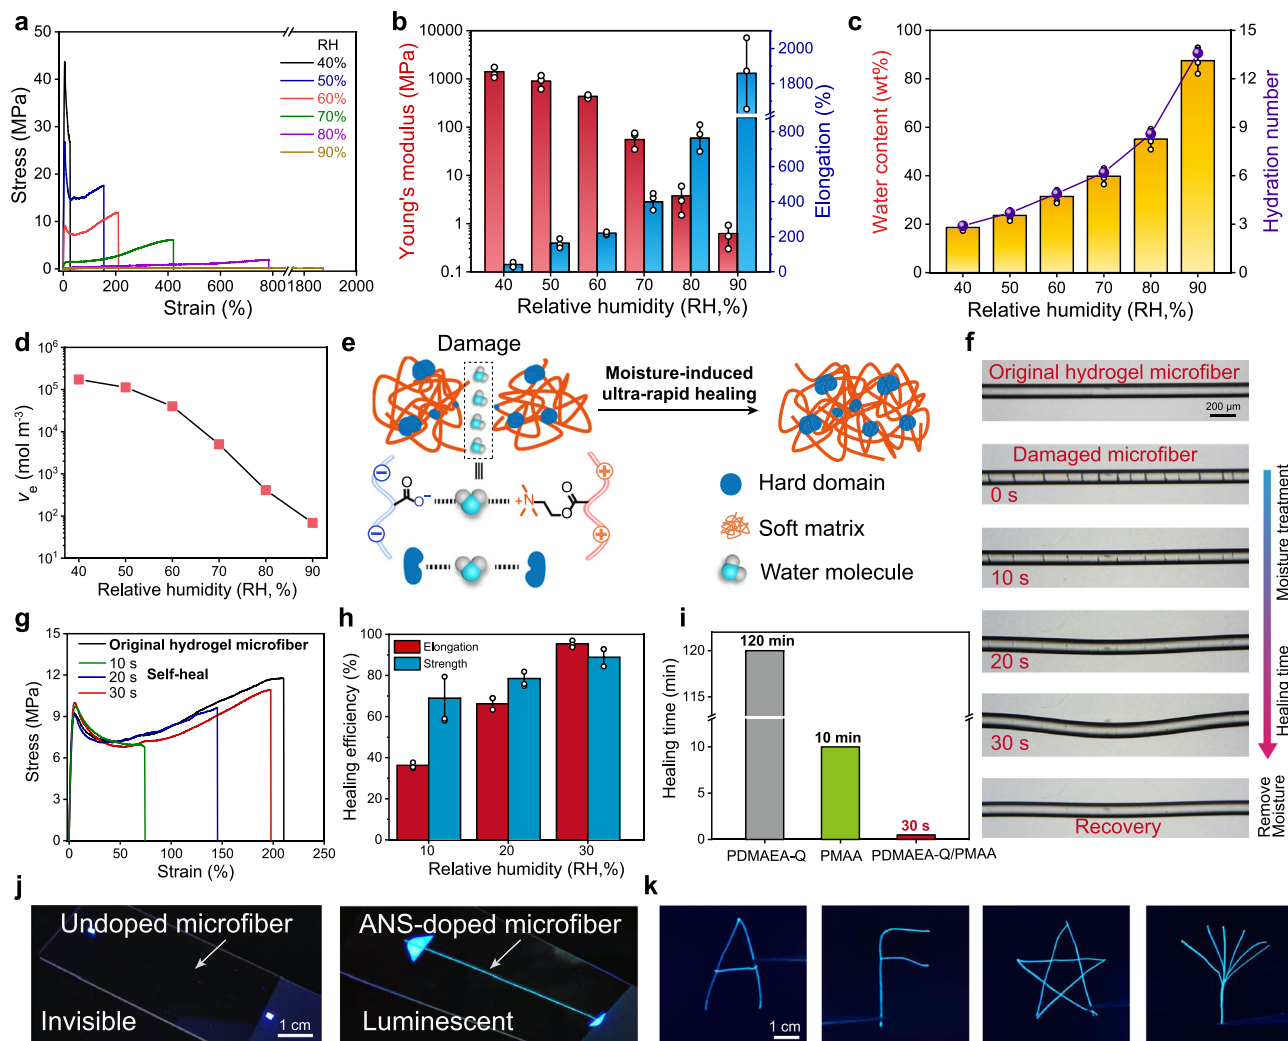 a
50
40
30
20
10
0
Stress (MPa)
0
200
400
600
800
1800
2000
Strain (%)
RH
40%
50%
60%
70%
80%
90%
b
10000
1000
100
10
1
0.1
Young's modulus (MPa)
2000
1800
1600
800
600
400
200
0
Elongation (%)
40
50
60
70
80
90
Relative humidity (RH,%)
c
100
80
60
40
20
0
Water content (wt%)
15
12
9
6
3
0
Hydration number
40
50
60
70
80
90
Relative humidity (RH,%)
d
10⁶
10⁵
10⁴
10³
10²
10¹
νe (mol m⁻³)
40
50
60
70
80
90
Relative humidity (RH, %)
e
Damage
Moisture-induced
ultra-rapid healing
O
O⁻
N
+
O
O
Hard domain
Soft matrix
Water molecule
f
Original hydrogel microfiber
200 μm
Damaged microfiber
0 s
10 s
20 s
30 s
Recovery
Moisture treatment
Healing time
Remove
Moisture
g
15
12
9
6
3
0
Stress (MPa)
0
50
100
150
200
250
Strain (%)
Original hydrogel microfiber
10 s
20 s
30 s
Self-heal
h
100
80
60
40
20
0
Healing efficiency (%)
Elongation
Strength
10
20
30
Relative humidity (RH,%)
i
120
115
10
5
0
Healing time (min)
120 min
10 min
30 s
PDMAEA-Q
PMAA
PDMAEA-Q/PMAA
j
Undoped microfiber
Invisible
1 cm
ANS-doped microfiber
Luminescent
k
1 cm